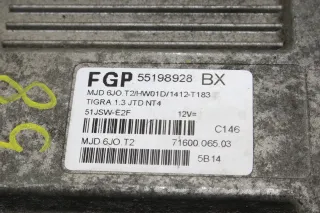 FGP 55198928 BX
MJD 6JO.T2/HW01D/1412-T183
TIGRA 1.3 JTD NT4
51JSW-E2F 12V=
C146
MJD 6JO.T2 71600.065.03
5B14
58